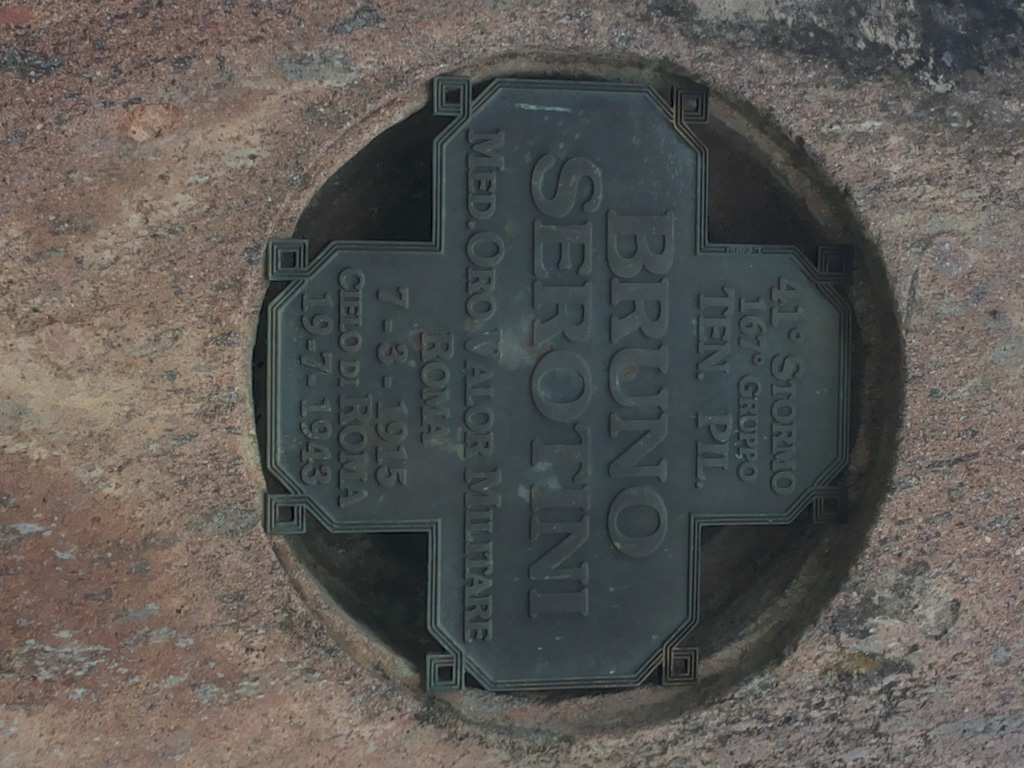 41° STORMO
167° GRUPPO
TEN. PIL.
BRUNO
SEROTINI
MED.ORO VALOR MILITARE
ROMA
7-3-1915
CIELO DI ROMA
19-7-1943